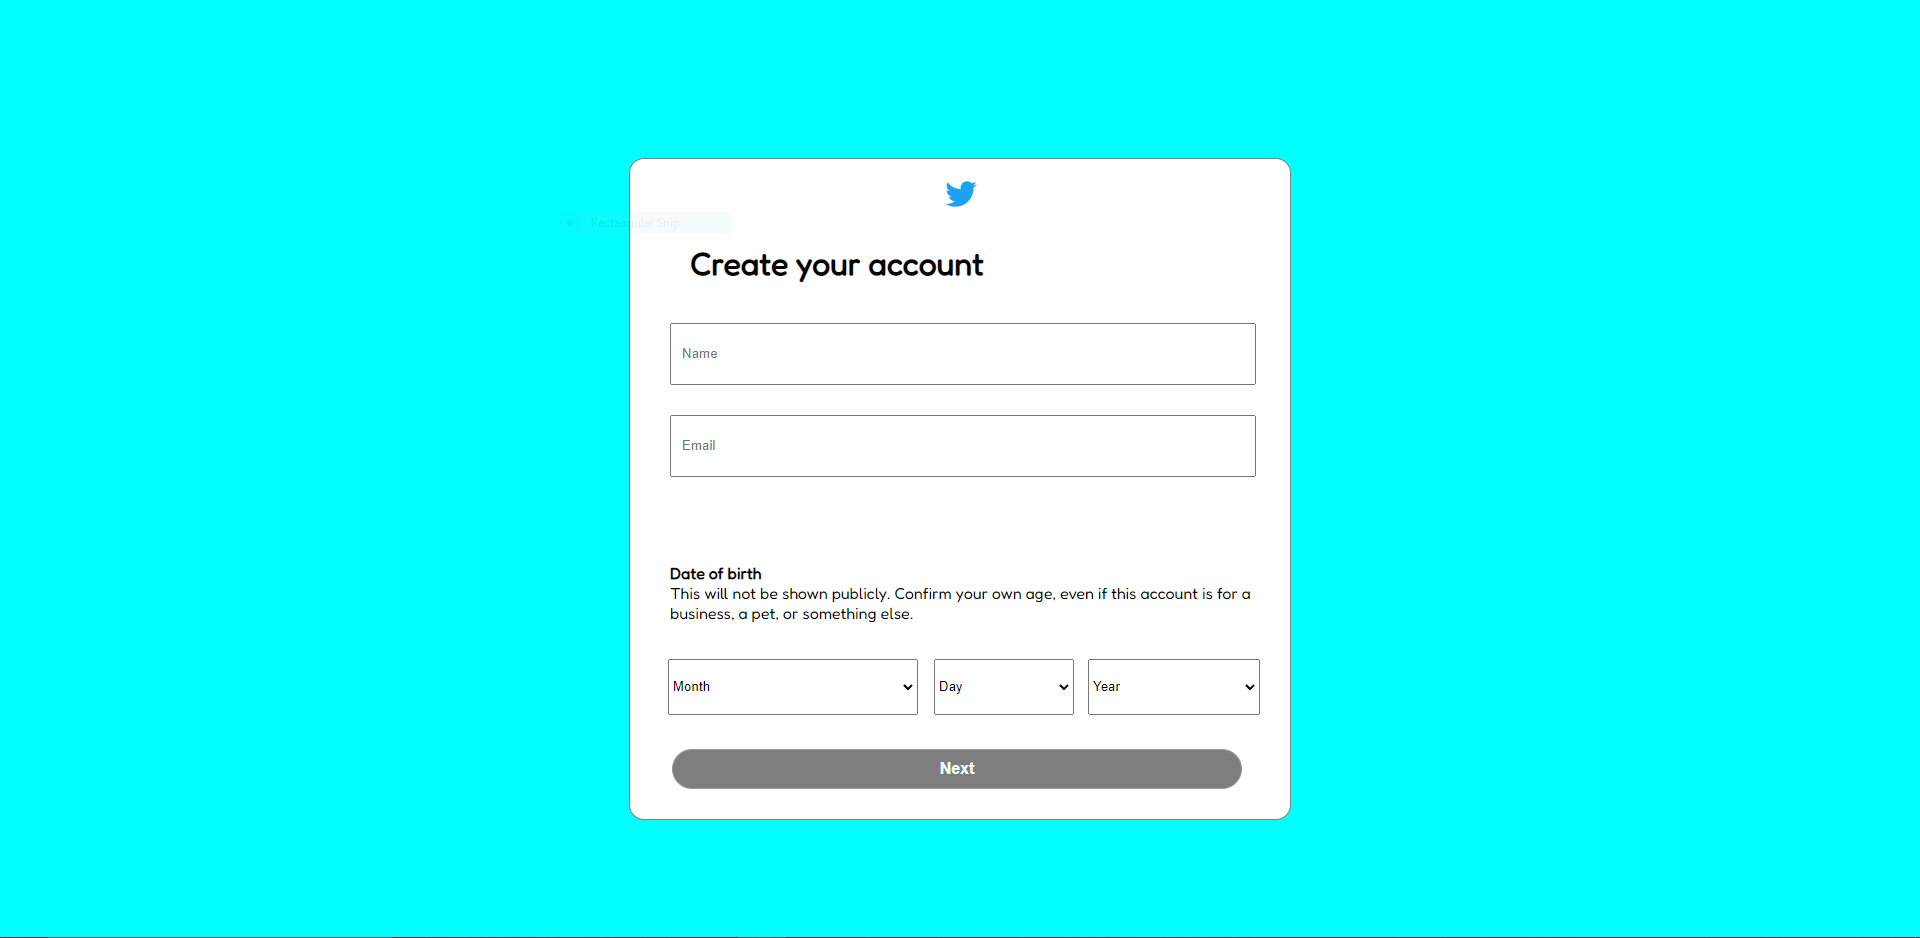 Rectangular Snip
Create your account
Name
Email
Date of birth
This will not be shown publicly. Confirm your own age, even if this account is for a
business, a pet, or something else.
Month Day Year
Next